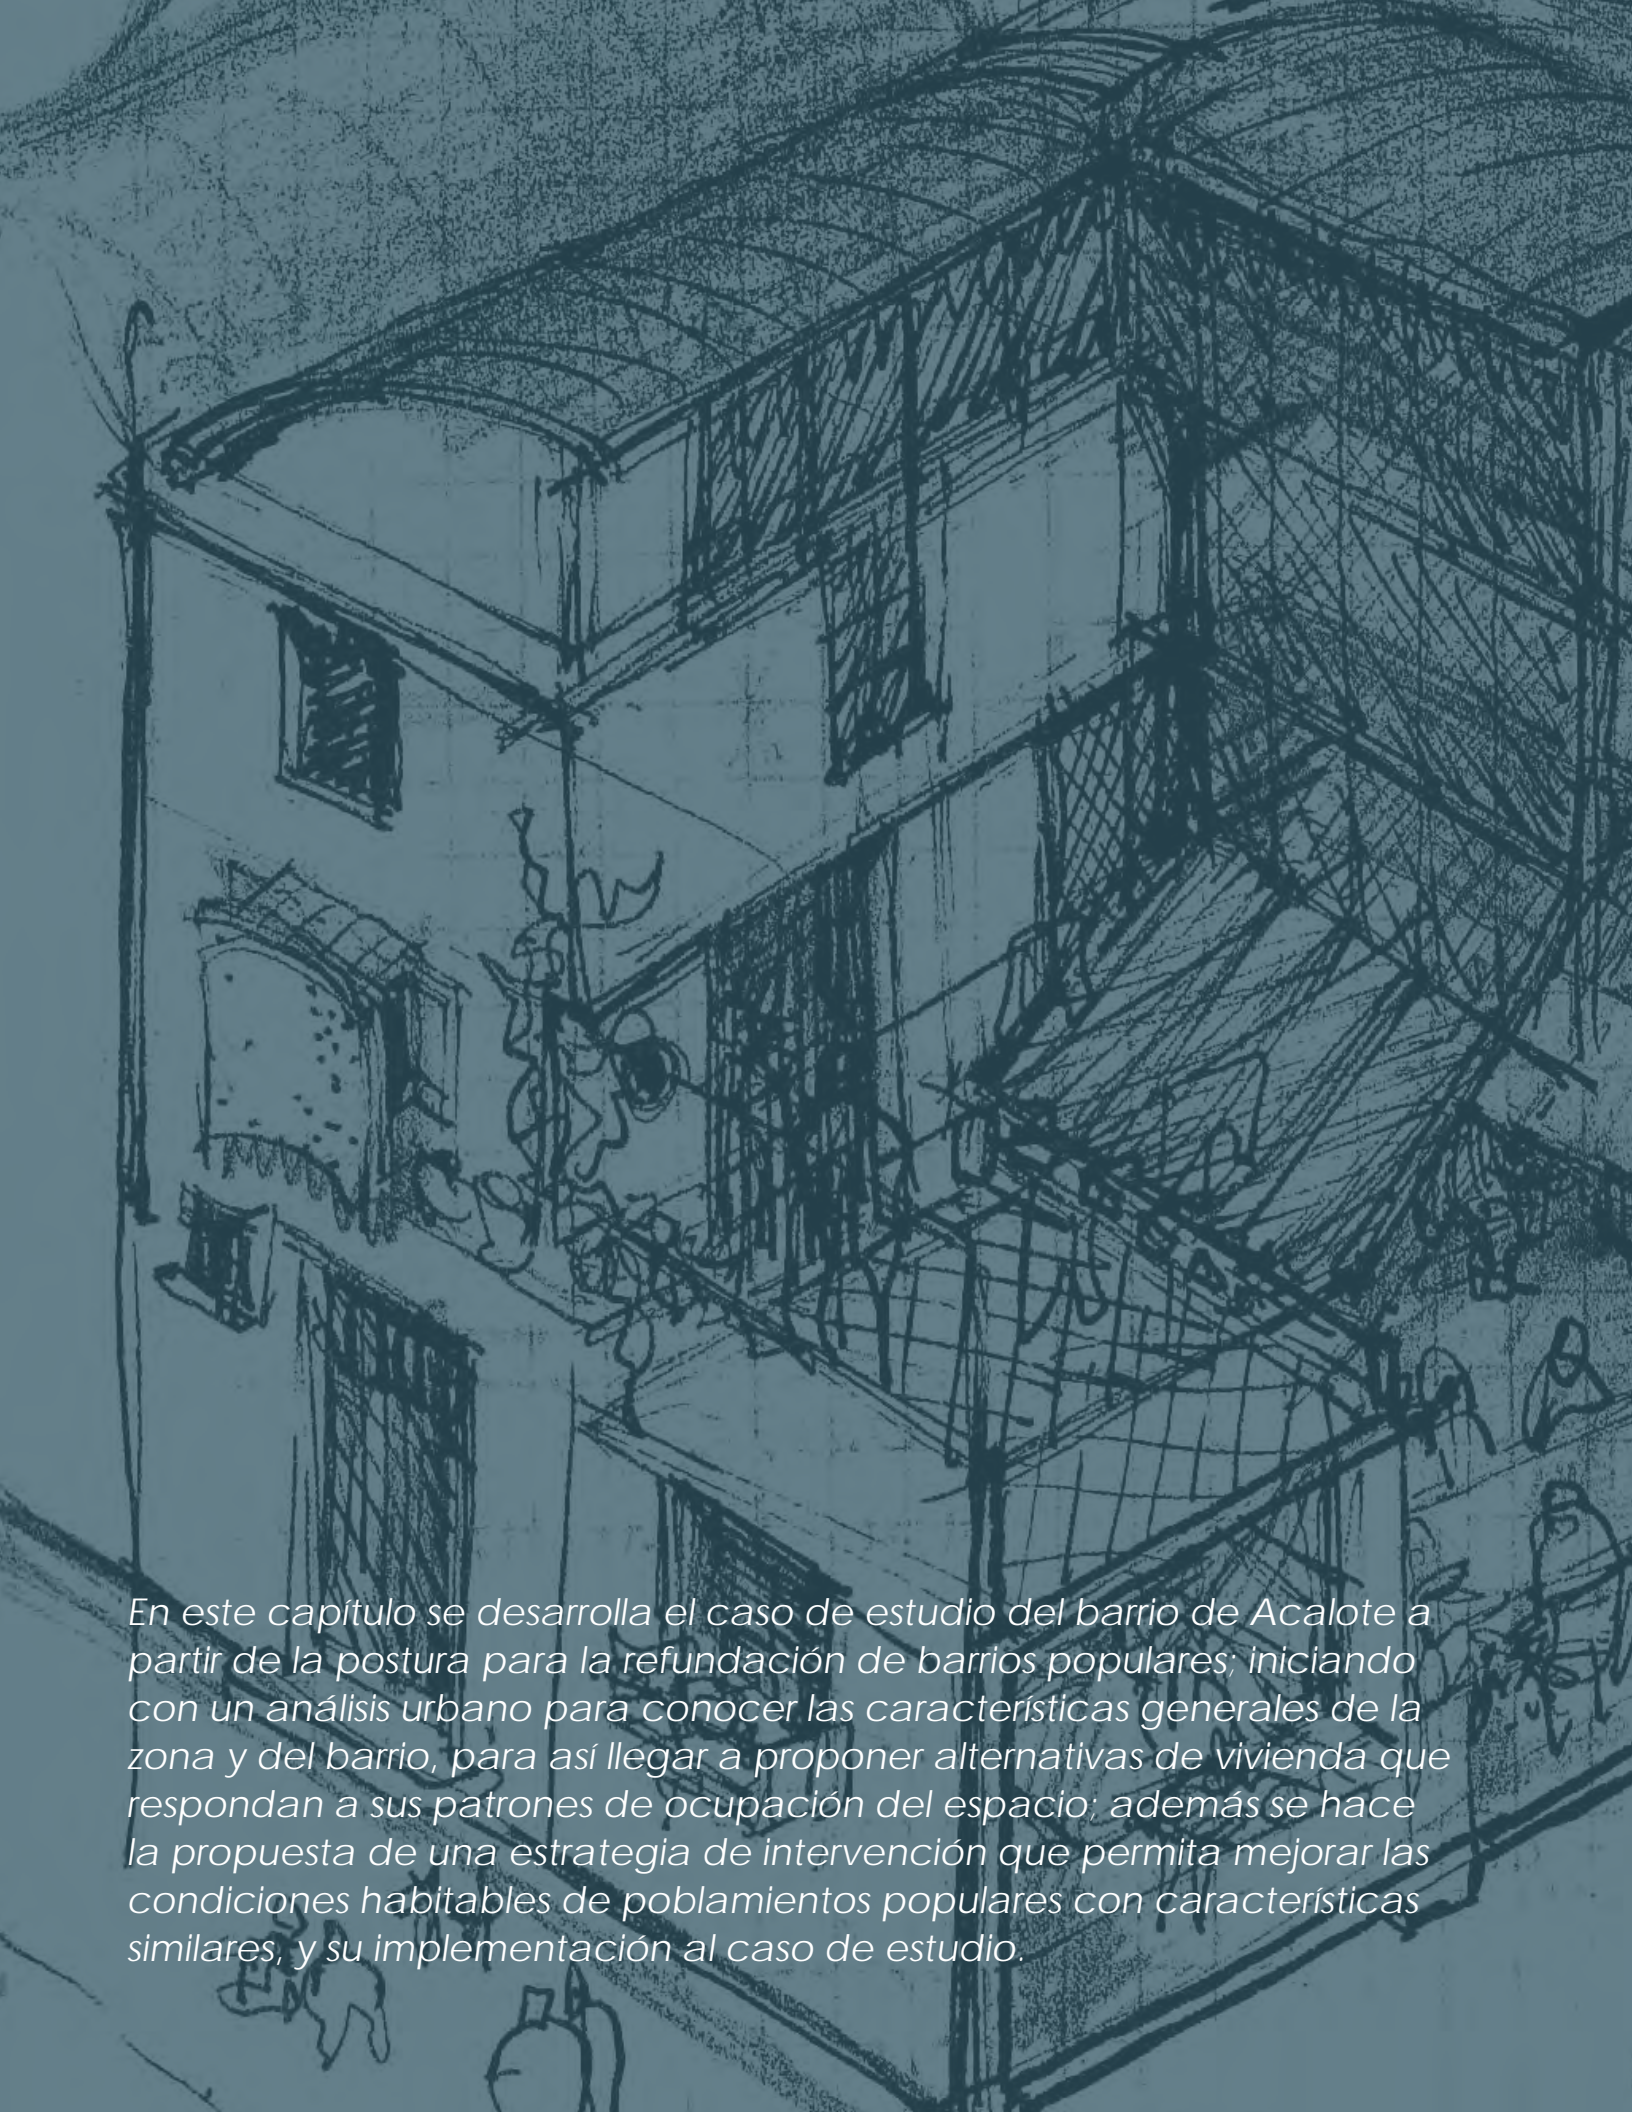 En este capítulo se desarrolla el caso de estudio del barrio de Acalote a
partir de la postura para la refundación de barrios populares; iniciando
con un análisis urbano para conocer las características generales de la
zona y del barrio, para así llegar a proponer alternativas de vivienda que
respondan a sus patrones de ocupación del espacio; además se hace
la propuesta de una estrategia de intervención que permita mejorar las
condiciones habitables de poblamientos populares con características
similares, y su implementación al caso de estudio.